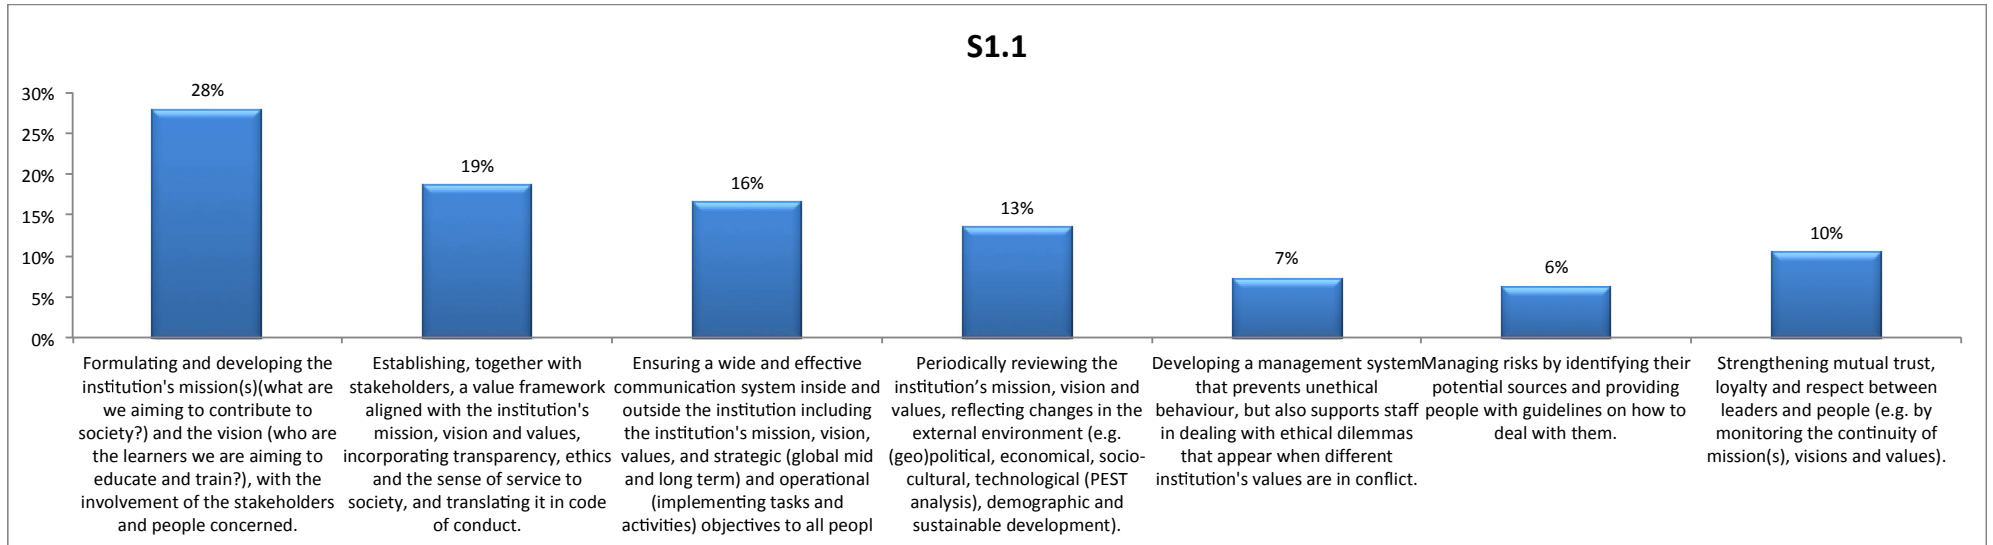 S1.1
30%
25%
20%
15%
10%
5%
0%
28%
19%
16%
13%
7%
6%
10%
Formulating and developing the
institution's mission(s)(what are
we aiming to contribute to
society?) and the vision (who are
the learners we are aiming to
educate and train?), with the
involvement of the stakeholders
and people concerned.
Establishing, together with
stakeholders, a value framework
aligned with the institution's
mission, vision and values,
incorporating transparency, ethics
and the sense of service to
society, and translating it in code
of conduct.
Ensuring a wide and effective
communication system inside and
outside the institution including
the institution's mission, vision,
values, and strategic (global mid
and long term) and operational
(implementing tasks and
activities) objectives to all peopl
Periodically reviewing the
institution’s mission, vision and
values, reflecting changes in the
external environment (e.g.
(geo)political, economical, socio-
cultural, technological (PEST
analysis), demographic and
sustainable development).
Developing a management system
that prevents unethical
behaviour, but also supports staff
in dealing with ethical dilemmas
that appear when different
institution's values are in conflict.
Managing risks by identifying their
potential sources and providing
people with guidelines on how to
deal with them.
Strengthening mutual trust,
loyalty and respect between
leaders and people (e.g. by
monitoring the continuity of
mission(s), visions and values).